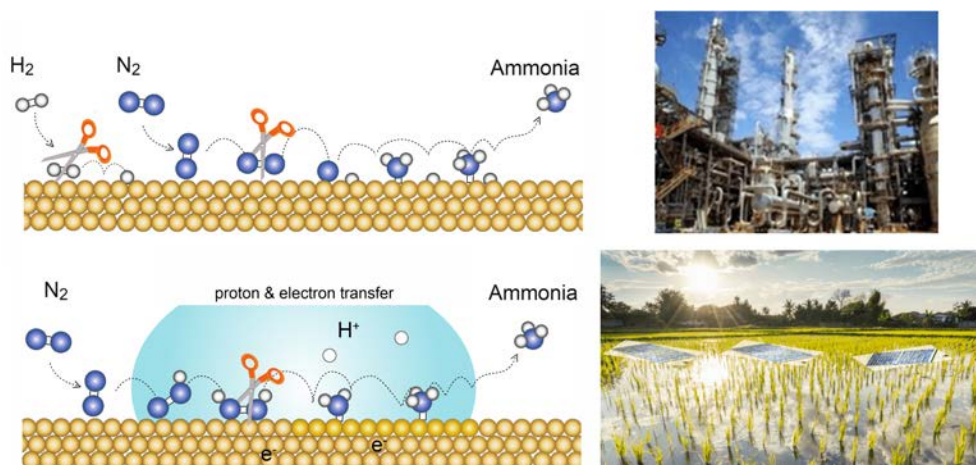 H₂
N₂
Ammonia
N₂
proton & electron transfer
H⁺
Ammonia
e⁻
e⁻